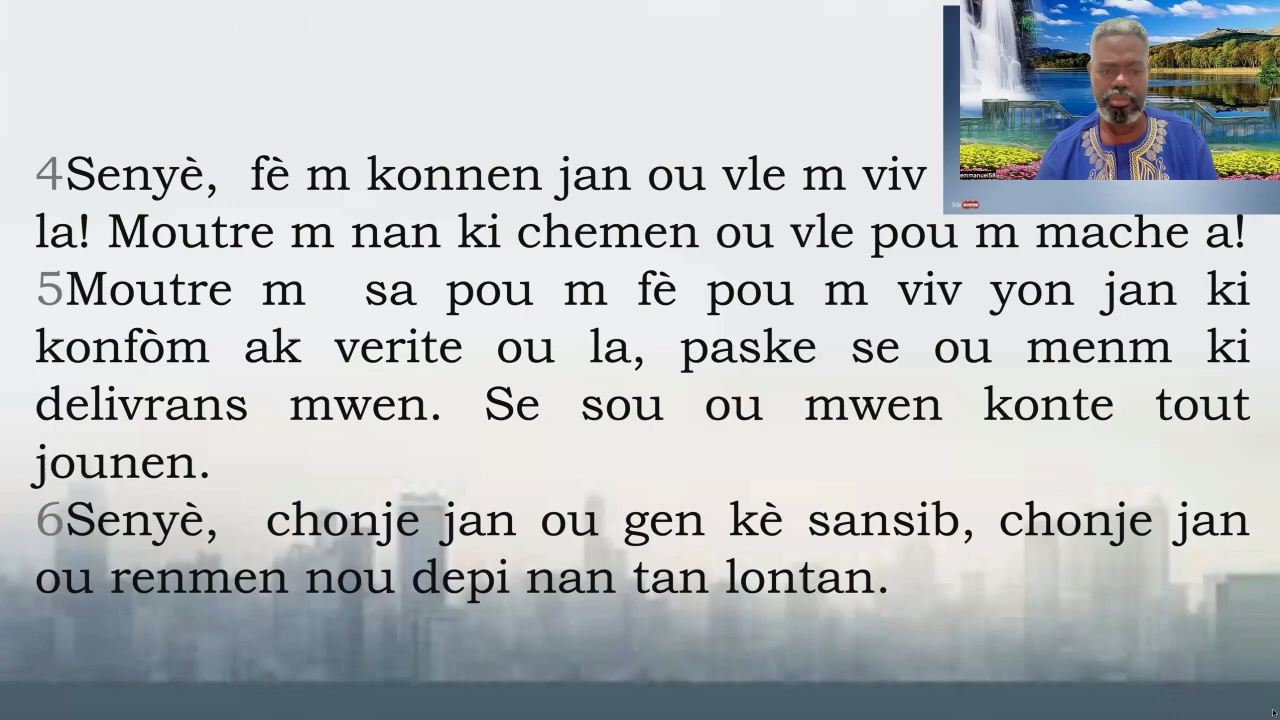 4Senyè, fè m konnen jan ou vle m viv
la! Moutre m nan ki chemen ou vle pou m mache a!
5Moutre m sa pou m fè pou m viv yon jan ki
konfòm ak verite ou la, paske se ou menm ki
delivrans mwen. Se sou ou mwen konte tout
jounen.
6Senyè, chonje jan ou gen kè sansib, chonje jan
ou renmen nou depi nan tan lontan.